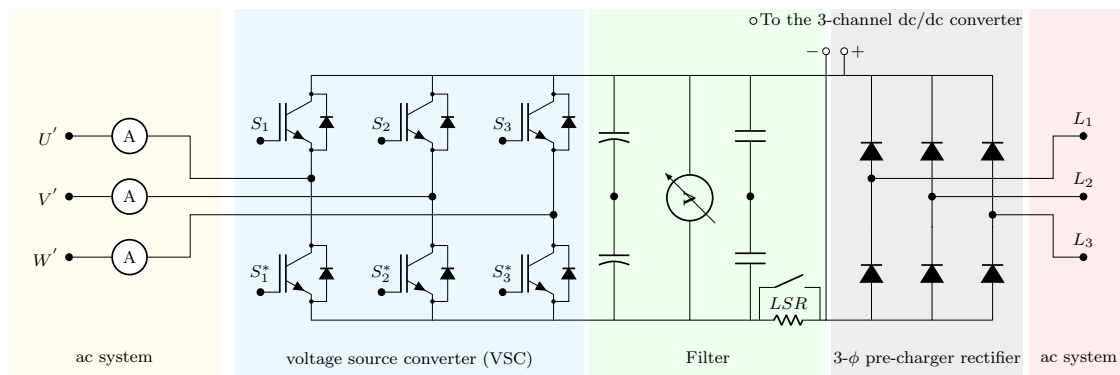 To the 3-channel dc/dc converter
− +
S1 S2 S3
L1
U′ A
L2
V′ A V
L3
W′ A
S1* S2* S3*
LSR
ac system voltage source converter (VSC) Filter 3-ϕ pre-charger rectifier ac system